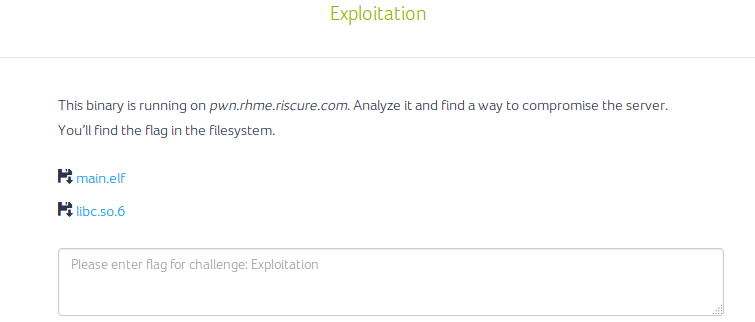 Exploitation
This binary is running on pwn.rhme.riscure.com. Analyze it and find a way to compromise the server.
You'll find the flag in the filesystem.
main.elf
libc.so.6
Please enter flag for challenge: Exploitation